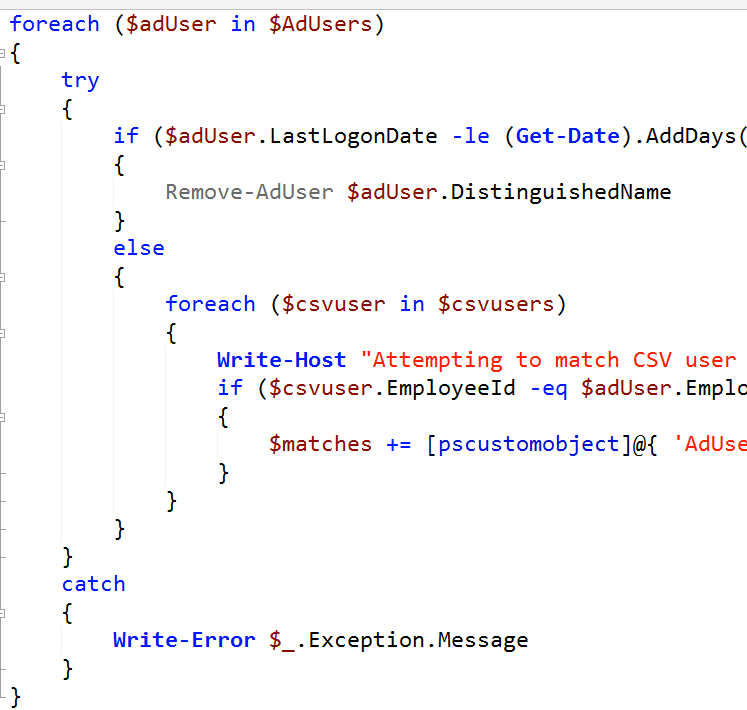 foreach ($adUser in $AdUsers)
{
    try
    {
        if ($adUser.LastLogonDate -le (Get-Date).AddDays(
        {
            Remove-AdUser $adUser.DistinguishedName
        }
        else
        {
            foreach ($csvuser in $csvusers)
            {
                Write-Host "Attempting to match CSV user
                if ($csvuser.EmployeeId -eq $adUser.Emplo
                {
                    $matches += [pscustomobject]@{ 'AdUse
                }
            }
        }
    }
    catch
    {
        Write-Error $_.Exception.Message
    }
}